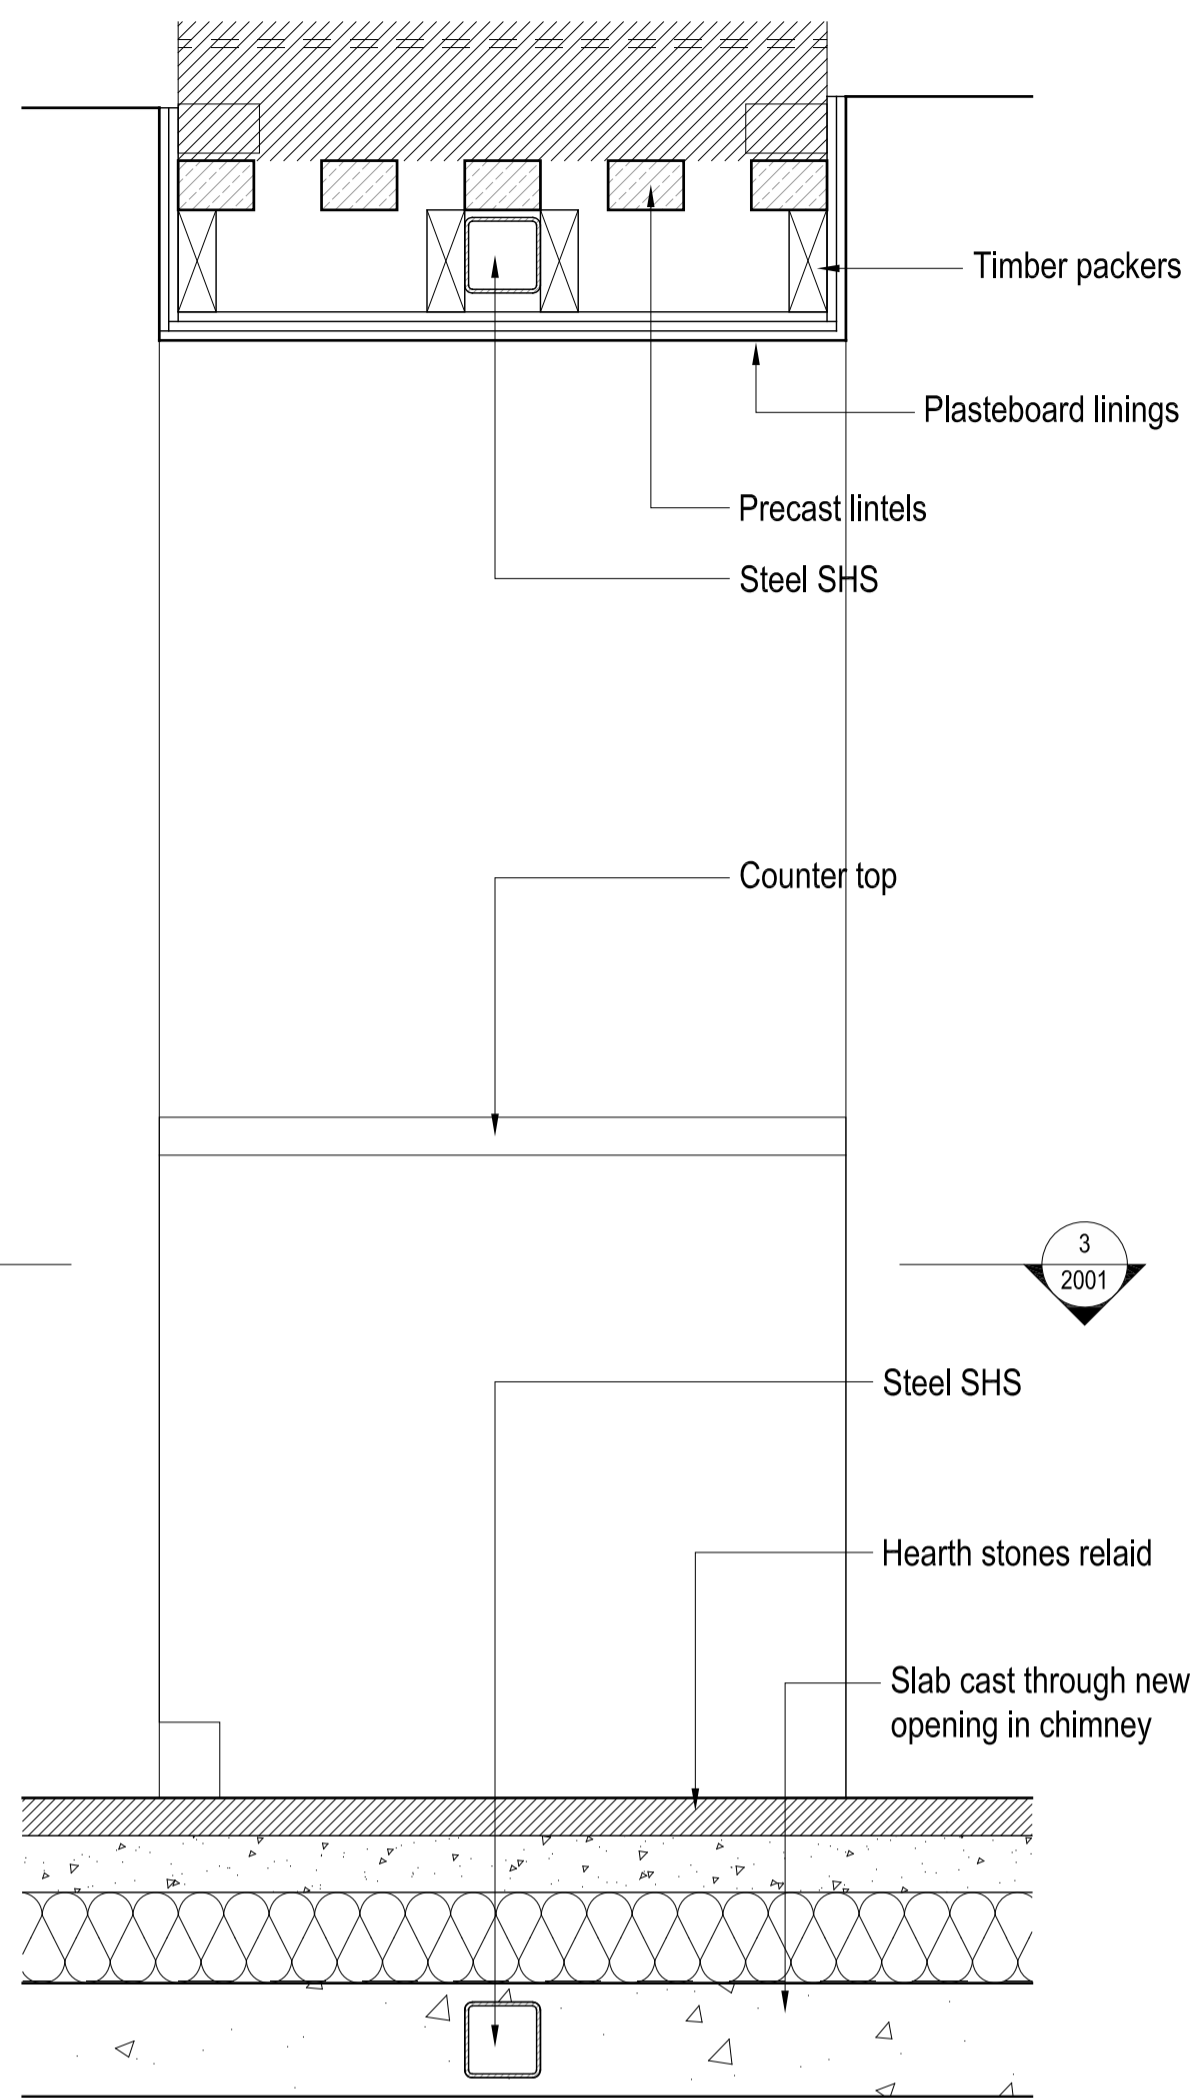 Timber packers
Plasteboard linings
Precast lintels
Steel SHS
Counter top
3
2001
Steel SHS
Hearth stones relaid
Slab cast through new
opening in chimney